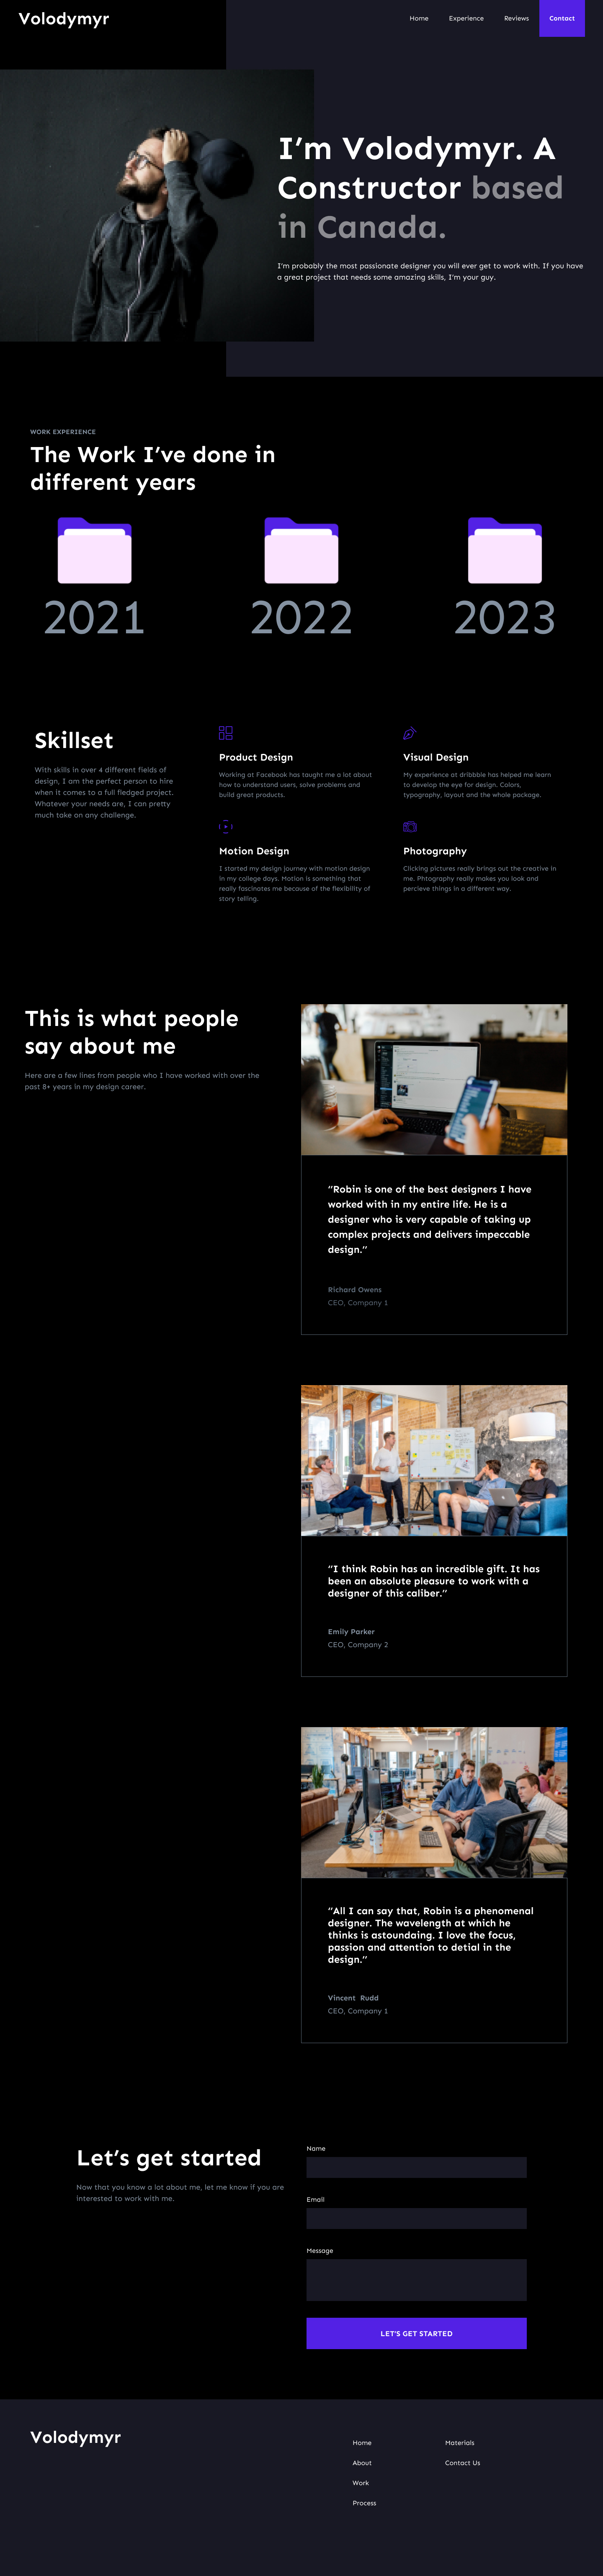 Volodymyr
Home Experience Reviews Contact
I’m Volodymyr. A
Constructor based
in Canada.
I'm probably the most passionate designer you will ever get to work with. If you have
a great project that needs some amazing skills, I'm your guy.
WORK EXPERIENCE
The Work I’ve done in
different years
2021 2022 2023
Skillset
With skills in over 4 different fields of
design, I am the perfect person to hire
when it comes to a full fledged project.
Whatever your needs are, I can pretty
much take on any challenge.
Product Design
Working at Facebook has taught me a lot about
how to understand users, solve problems and
build great products.
Visual Design
My experience at dribbble has helped me learn
to develop the eye for design. Colors,
typography, layout and the whole package.
Motion Design
I started my design journey with motion design
in my college days. Motion is something that
really fascinates me because of the flexibility of
story telling.
Photography
Clicking pictures really brings out the creative in
me. Phtography really makes you look and
percieve things in a different way.
This is what people
say about me
Here are a few lines from people who I have worked with over the
past 8+ years in my design career.
“Robin is one of the best designers I have
worked with in my entire life. He is a
designer who is very capable of taking up
complex projects and delivers impeccable
design.”
Richard Owens
CEO, Company 1
“I think Robin has an incredible gift. It has
been an absolute pleasure to work with a
designer of this caliber.”
Emily Parker
CEO, Company 2
“All I can say that, Robin is a phenomenal
designer. The wavelength at which he
thinks is astoundaing. I love the focus,
passion and attention to detial in the
design.”
Vincent Rudd
CEO, Company 1
Let’s get started
Now that you know a lot about me, let me know if you are
interested to work with me.
Name
Email
Message
LET'S GET STARTED
Volodymyr
Home
About
Work
Process
Materials
Contact Us